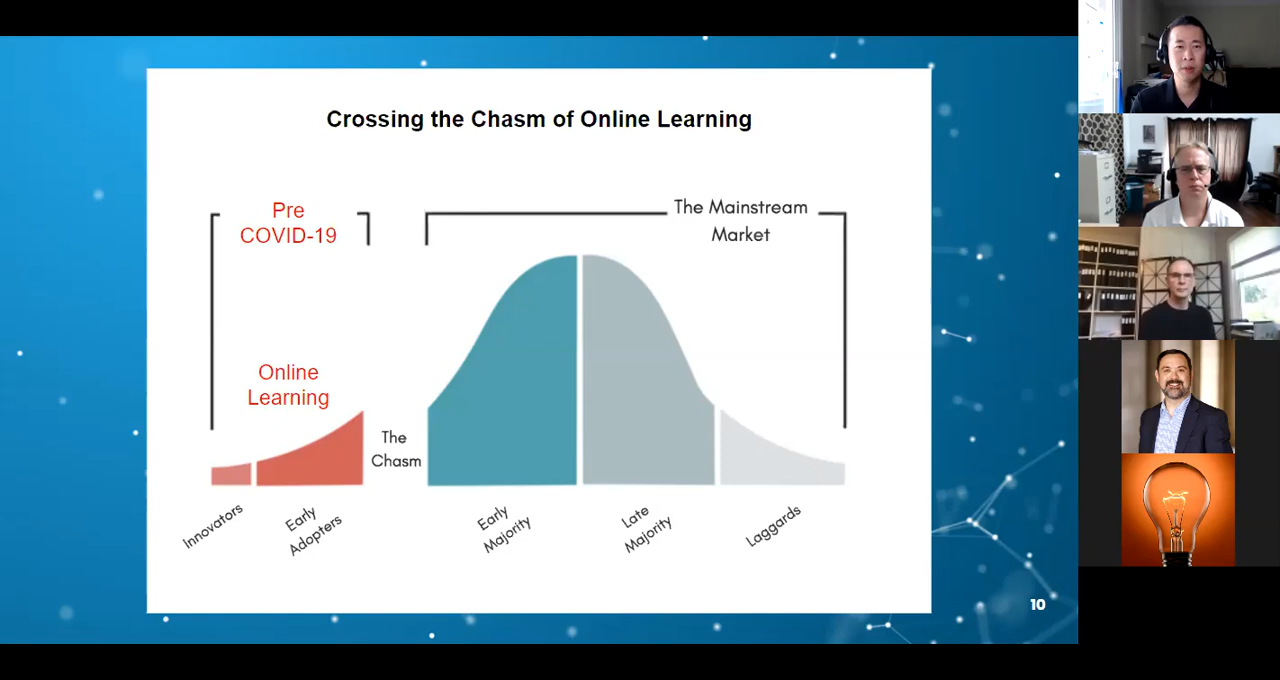 Crossing the Chasm of Online Learning
Pre
COVID-19
The Mainstream
Market
Online
Learning
The
Chasm
Innovators
Early
Adopters
Early
Majority
Late
Majority
Laggards
10